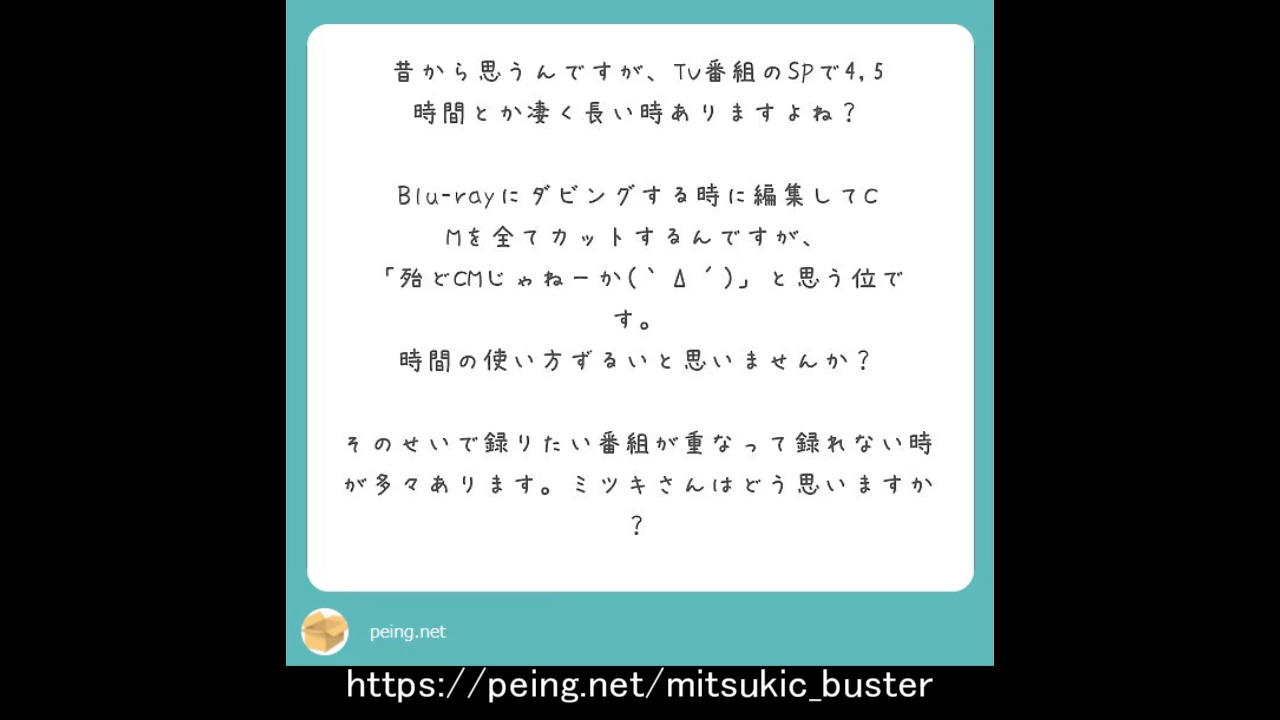 昔から思うんですが、TV番組のSPで4,5
時間とか凄く長い時ありますよね？
Blu-rayにダビングする時に編集してC
Mを全てカットするんですが、
「殆どCMじゃねーか(｀Δ´)」と思う位で
す。
時間の使い方ずるいと思いませんか？
そのせいで録りたい番組が重なって録れない時
が多々あります。ミツキさんはどう思いますか
？
peing.net
https://peing.net/mitsukic_buster